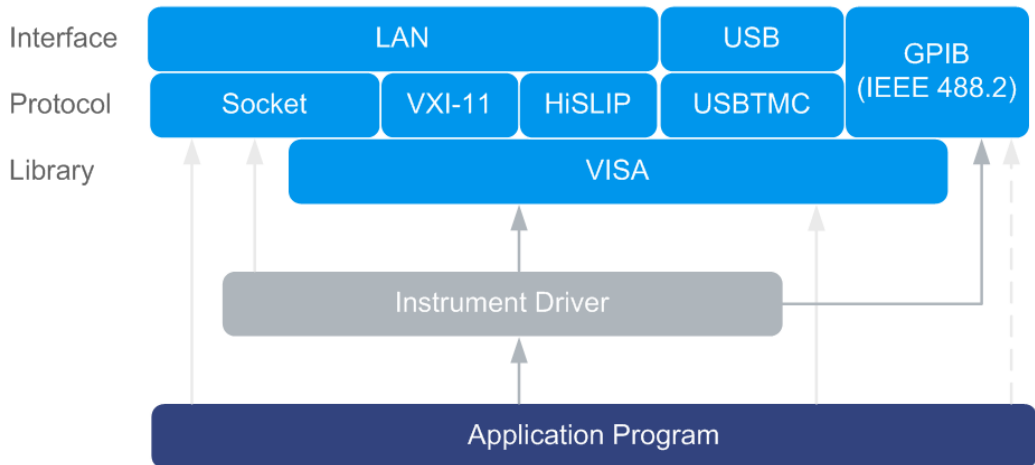 Interface
LAN
USB
GPIB
(IEEE 488.2)
Protocol
Socket
VXI-11
HiSLIP
USBTMC
Library
VISA
Instrument Driver
Application Program